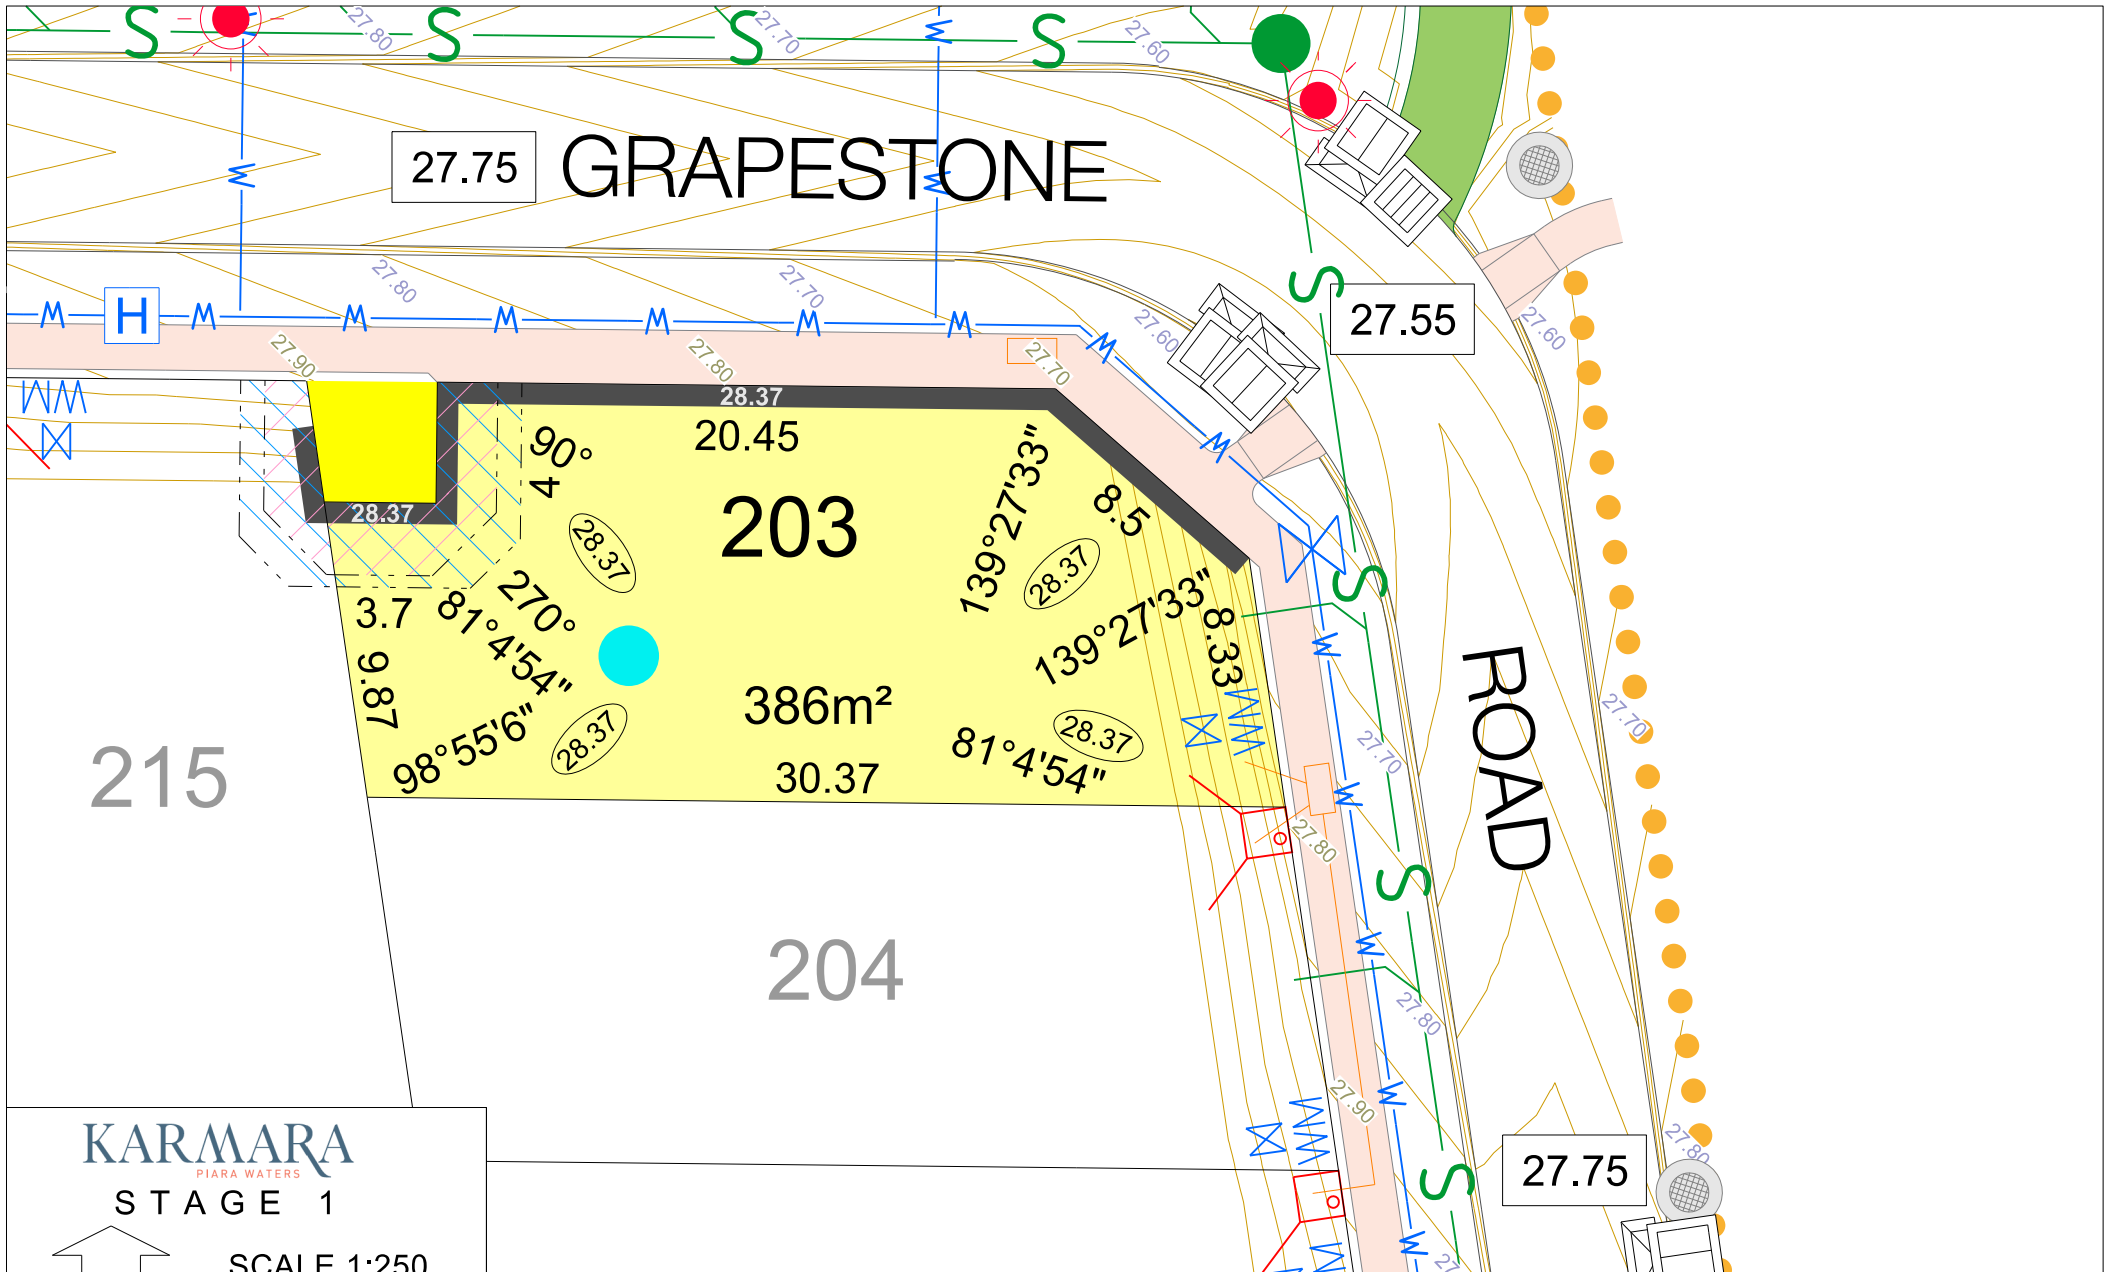 S S S S
27.80 27.70 27.60
27.75 GRAPESTONE
W W W
27.80 27.70 27.60 S 27.55 27.60
W H W W W W W W W
27.90 27.80 27.70
28.37
90° 20.45 139°27'33"
4 203 8.5
28.37
28.37 28.37
270° 139°27'33" 8.33
3.7 81°4'54" S W
9.87 386m² ROAD
98°55'6" 28.37 81°4'54" 28.37 27.70 27.70
215 30.37 W
27.80
S
204 W
27.80
27.90 W
KARMARA
PIARA WATERS
STAGE 1
27.75 27.80
S
SCALE 1:250
W
27